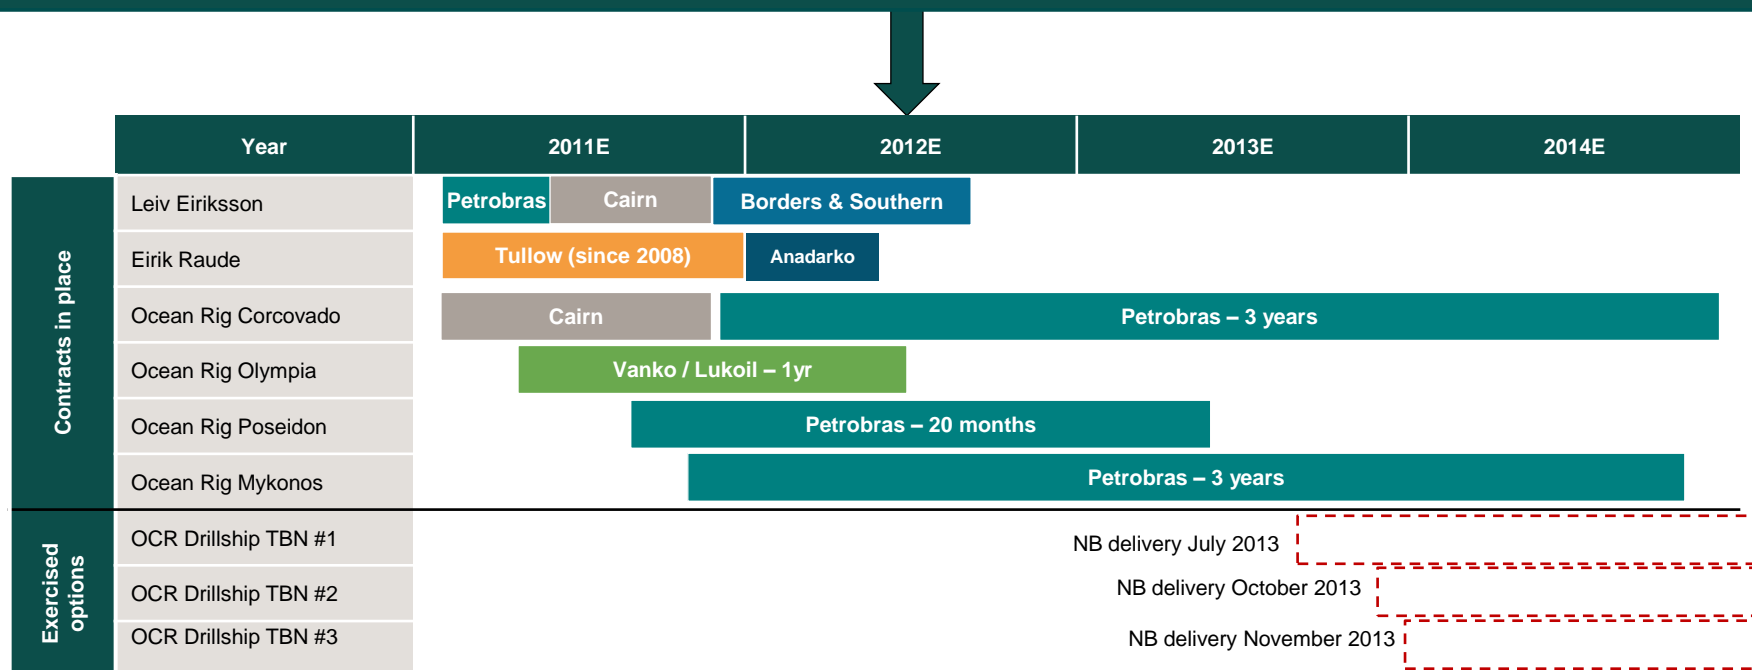 Year 2011E 2012E 2013E 2014E
Contracts in place
Leiv Eiriksson Petrobras Cairn Borders & Southern
Eirik Raude Tullow (since 2008) Anadarko
Ocean Rig Corcovado Cairn Petrobras – 3 years
Ocean Rig Olympia Vanko / Lukoil – 1yr
Ocean Rig Poseidon Petrobras – 20 months
Ocean Rig Mykonos Petrobras – 3 years
Exercised
options
OCR Drillship TBN #1 NB delivery July 2013
OCR Drillship TBN #2 NB delivery October 2013
OCR Drillship TBN #3 NB delivery November 2013